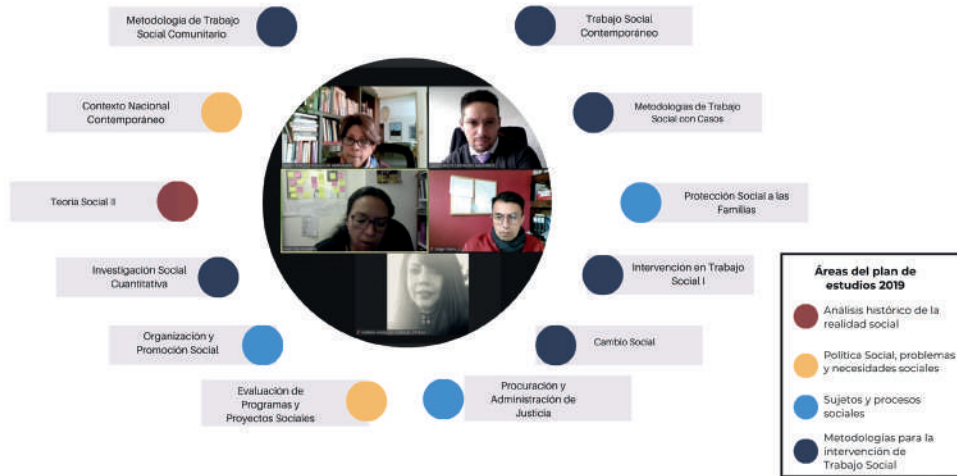 Metodología de Trabajo
Social Comunitario
Trabajo Social
Contemporáneo
Contexto Nacional
Contemporáneo
Metodologías de Trabajo
Social con Casos
Teoría Social II
Protección Social a las
Familias
Investigación Social
Cuantitativa
Intervención en Trabajo
Social I
Organización y
Promoción Social
Cambio Social
Evaluación de
Programas y
Proyectos Sociales
Procuración y
Administración de
Justicia
Áreas del plan de
estudios 2019
Análisis histórico de la
realidad social
Política Social, problemas
y necesidades sociales
Sujetos y procesos
sociales
Metodologías para la
intervención de
Trabajo Social